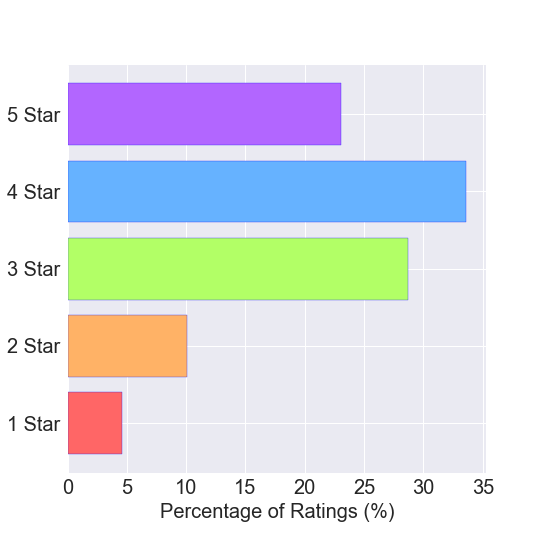 5 Star
4 Star
3 Star
2 Star
1 Star
0 5 10 15 20 25 30 35
Percentage of Ratings (%)